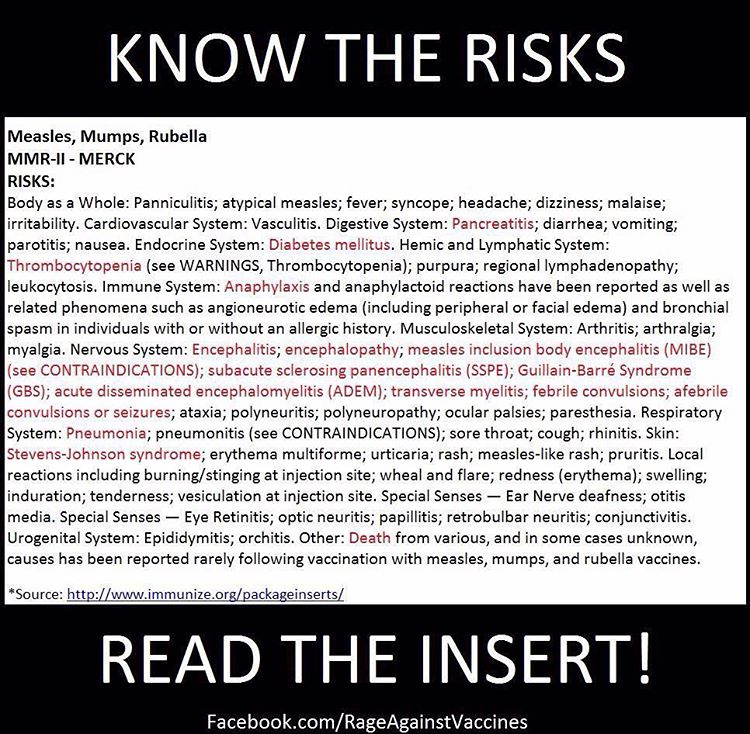 KNOW THE RISKS
Measles, Mumps, Rubella
MMR-II - MERCK
RISKS:
Body as a Whole: Panniculitis; atypical measles; fever; syncope; headache; dizziness; malaise;
irritability. Cardiovascular System: Vasculitis. Digestive System: Pancreatitis; diarrhea; vomiting;
parotitis; nausea. Endocrine System: Diabetes mellitus. Hemic and Lymphatic System:
Thrombocytopenia (see WARNINGS, Thrombocytopenia); purpura; regional lymphadenopathy;
leukocytosis. Immune System: Anaphylaxis and anaphylactoid reactions have been reported as well as
related phenomena such as angioneurotic edema (including peripheral or facial edema) and bronchial
spasm in individuals with or without an allergic history. Musculoskeletal System: Arthritis; arthralgia;
myalgia. Nervous System: Encephalitis; encephalopathy; measles inclusion body encephalitis (MIBE)
(see CONTRAINDICATIONS); subacute sclerosing panencephalitis (SSPE); Guillain-Barré Syndrome
(GBS); acute disseminated encephalomyelitis (ADEM); transverse myelitis; febrile convulsions; afebrile
convulsions or seizures; ataxia; polyneuritis; polyneuropathy; ocular palsies; paresthesia. Respiratory
System: Pneumonia; pneumonitis (see CONTRAINDICATIONS); sore throat; cough; rhinitis. Skin:
Stevens-Johnson syndrome; erythema multiforme; urticaria; rash; measles-like rash; pruritis. Local
reactions including burning/stinging at injection site; wheal and flare; redness (erythema); swelling;
induration; tenderness; vesiculation at injection site. Special Senses — Ear Nerve deafness; otitis
media. Special Senses — Eye Retinitis; optic neuritis; papillitis; retrobulbar neuritis; conjunctivitis.
Urogenital System: Epididymitis; orchitis. Other: Death from various, and in some cases unknown,
causes has been reported rarely following vaccination with measles, mumps, and rubella vaccines.
*Source: http://www.immunize.org/packageinserts/
READ THE INSERT!
Facebook.com/RageAgainstVaccines